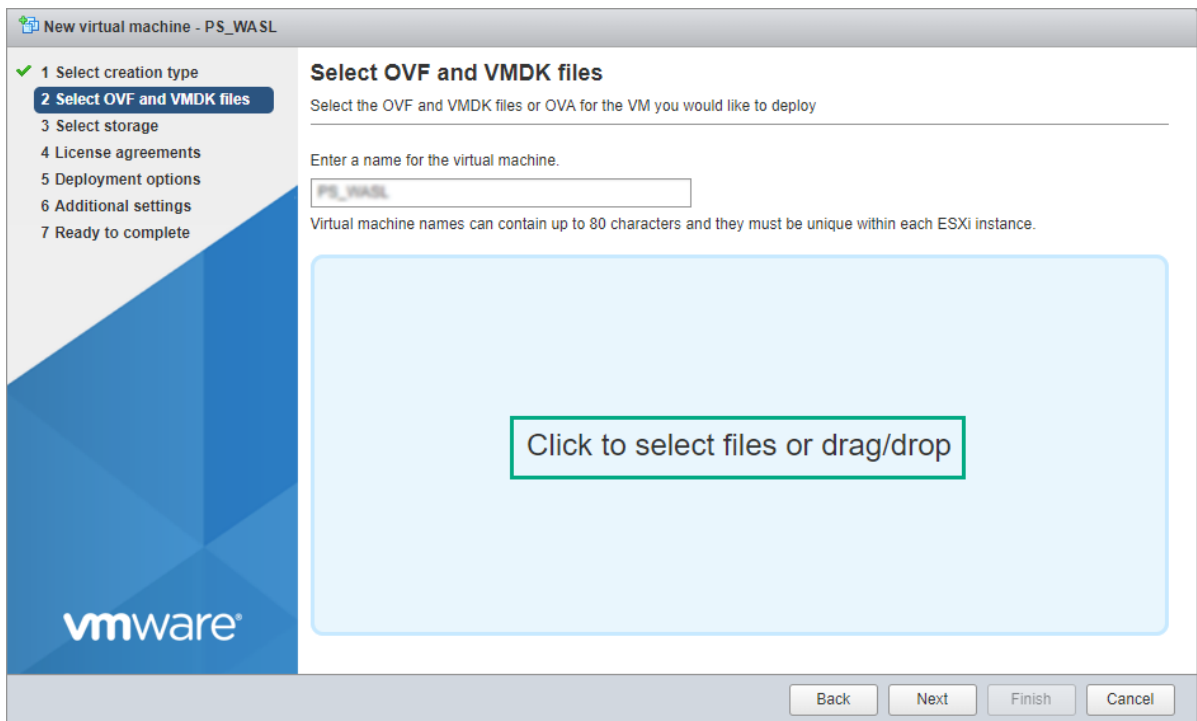 New virtual machine - PS_WASL
1 Select creation type
2 Select OVF and VMDK files
3 Select storage
4 License agreements
5 Deployment options
6 Additional settings
7 Ready to complete
vmware®
Select OVF and VMDK files
Select the OVF and VMDK files or OVA for the VM you would like to deploy
Enter a name for the virtual machine.
PS_WASL
Virtual machine names can contain up to 80 characters and they must be unique within each ESXi instance.
Click to select files or drag/drop
Back Next Finish Cancel